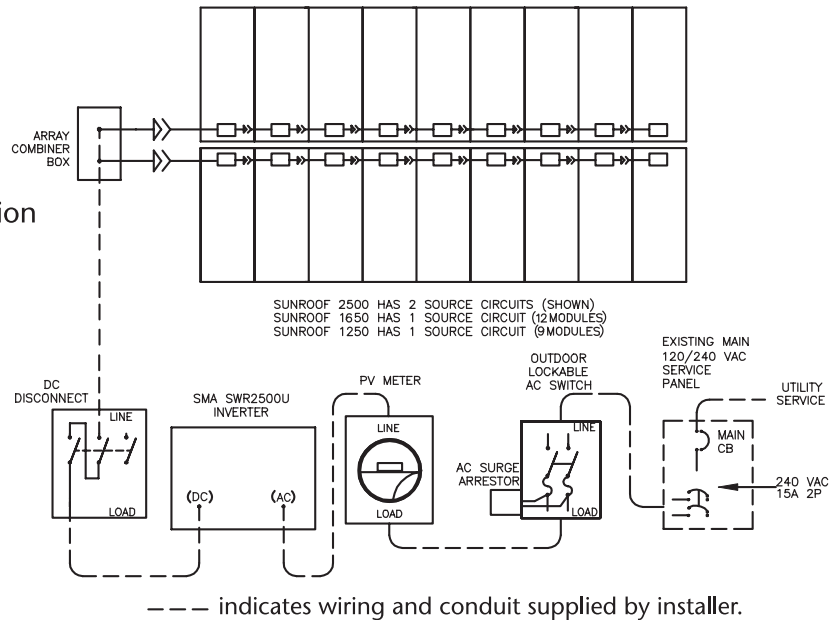 ARRAY
COMBINER
BOX
ion
SUNROOF 2500 HAS 2 SOURCE CIRCUITS (SHOWN)
SUNROOF 1650 HAS 1 SOURCE CIRCUIT (12 MODULES)
SUNROOF 1250 HAS 1 SOURCE CIRCUIT (9 MODULES)
DC
DISCONNECT
LINE
LOAD
SMA SWR2500U
INVERTER
(DC)
(AC)
PV METER
LINE
LOAD
OUTDOOR
LOCKABLE
AC SWITCH
LINE
AC SURGE
ARRESTOR
LOAD
EXISTING MAIN
120/240 VAC
SERVICE
PANEL
UTILITY
SERVICE
MAIN
CB
240 VAC
15A 2P
--- indicates wiring and conduit supplied by installer.